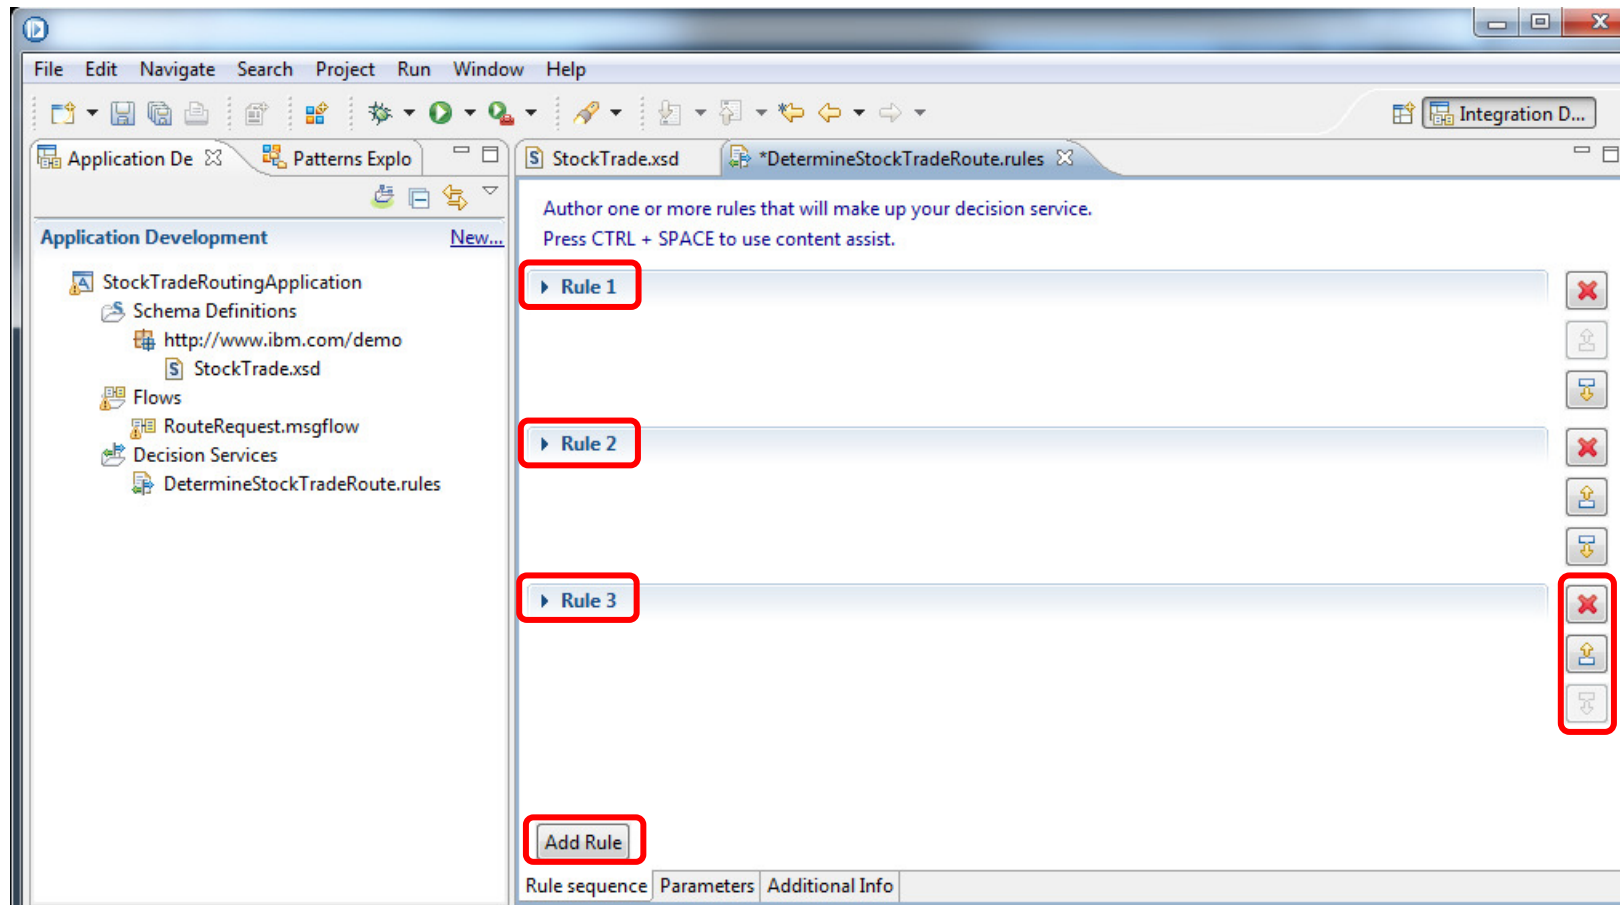 File Edit Navigate Search Project Run Window Help
Integration D...
Application De Patterns Explo
StockTrade.xsd *DetermineStockTradeRoute.rules
Application Development New...
StockTradeRoutingApplication
Schema Definitions
http://www.ibm.com/demo
StockTrade.xsd
Flows
RouteRequest.msgflow
Decision Services
DetermineStockTradeRoute.rules
Author one or more rules that will make up your decision service.
Press CTRL + SPACE to use content assist.
Rule 1
Rule 2
Rule 3
Add Rule
Rule sequence Parameters Additional Info